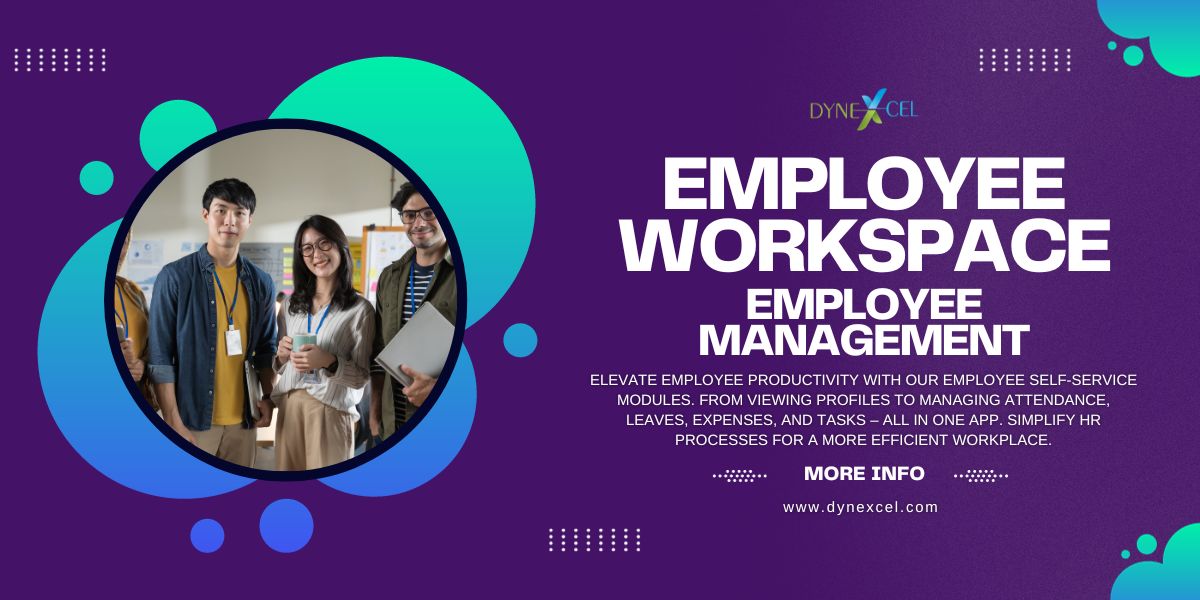 DYNEXCEL
EMPLOYEE
WORKSPACE
EMPLOYEE
MANAGEMENT
ELEVATE EMPLOYEE PRODUCTIVITY WITH OUR EMPLOYEE SELF-SERVICE
MODULES. FROM VIEWING PROFILES TO MANAGING ATTENDANCE,
LEAVES, EXPENSES, AND TASKS – ALL IN ONE APP. SIMPLIFY HR
PROCESSES FOR A MORE EFFICIENT WORKPLACE.
MORE INFO
www.dynexcel.com